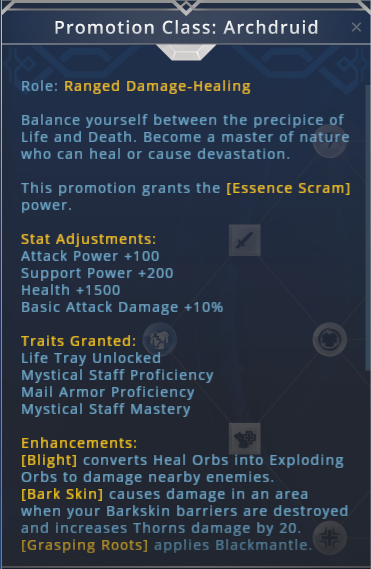 Promotion Class: Archdruid
Role: Ranged Damage-Healing
Balance yourself between the precipice of
Life and Death. Become a master of nature
who can heal or cause devastation.
This promotion grants the [Essence Scram]
power.
Stat Adjustments:
Attack Power +100
Support Power +200
Health +1500
Basic Attack Damage +10%
Traits Granted:
Life Tray Unlocked
Mystical Staff Proficiency
Mail Armor Proficiency
Mystical Staff Mastery
Enhancements:
[Blight] converts Heal Orbs into Exploding
Orbs to damage nearby enemies.
[Bark Skin] causes damage in an area
when your Barkskin barriers are destroyed
and increases Thorns damage by 20.
[Grasping Roots] applies Blackmantle.